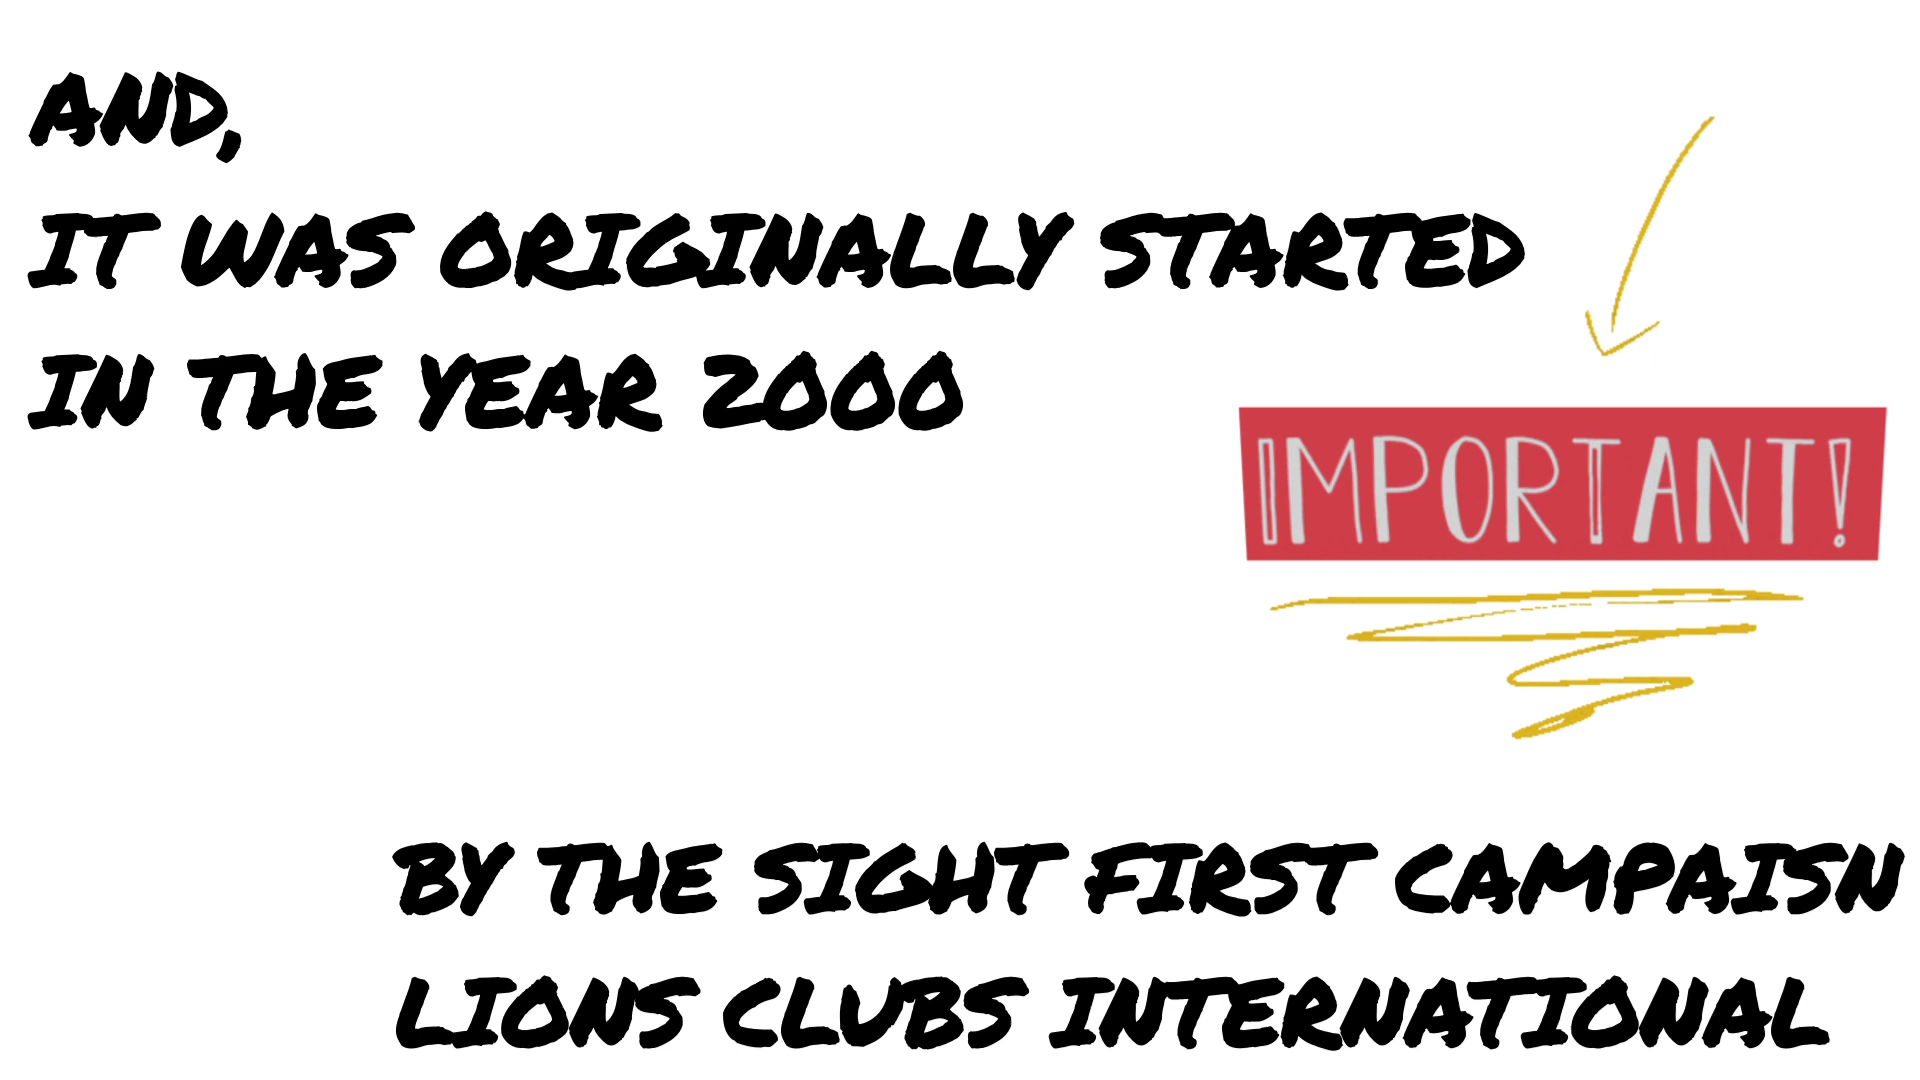 AND,
IT WAS ORIGINALLY STARTED
IN THE YEAR 2000
IMPORTANT!
BY THE SIGHT FIRST CAMPAISN
LIONS CLUBS INTERNATIONAL